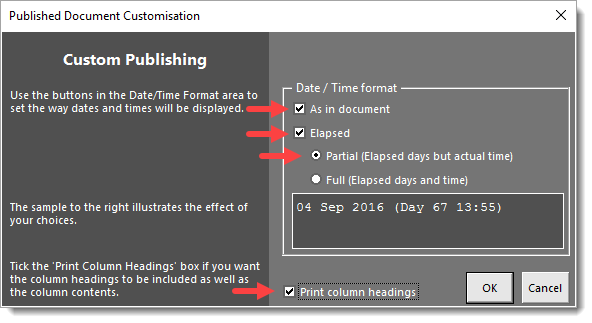 Published Document Customisation
Custom Publishing
Use the buttons in the Date/Time Format area to
set the way dates and times will be displayed.
The sample to the right illustrates the effect of
your choices.
Tick the 'Print Column Headings' box if you want
the column headings to be included as well as
the column contents.
Date / Time format
As in document
Elapsed
Partial (Elapsed days but actual time)
Full (Elapsed days and time)
04 Sep 2016 (Day 67 13:55)
Print column headings
OK
Cancel